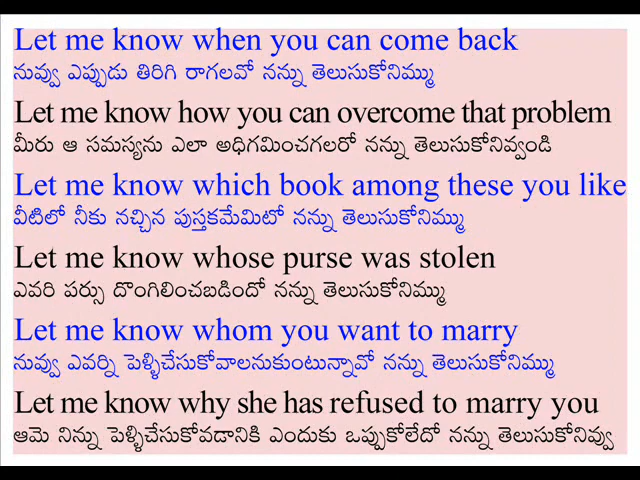 Let me know when you can come back
నువ్వు ఎప్పుడు తిరిగి రాగలవో నన్ను తెలుసుకోనిమ్ము
Let me know how you can overcome that problem
మీరు ఆ సమస్యను ఎలా అధిగమించగలరో నన్ను తెలుసుకోనివ్వండి
Let me know which book among these you like
వీటిలో నీకు నచ్చిన పుస్తకమేమిటో నన్ను తెలుసుకోనిమ్ము
Let me know whose purse was stolen
ఎవరి పర్సు దొంగిలించబడిందో నన్ను తెలుసుకోనిమ్ము
Let me know whom you want to marry
నువ్వు ఎవర్ని పెళ్ళిచేసుకోవాలనుకుంటున్నావో నన్ను తెలుసుకోనిమ్ము
Let me know why she has refused to marry you
ఆమె నిన్ను పెళ్ళిచేసుకోవడానికి ఎందుకు ఒప్పుకోలేదో నన్ను తెలుసుకోనివ్వు